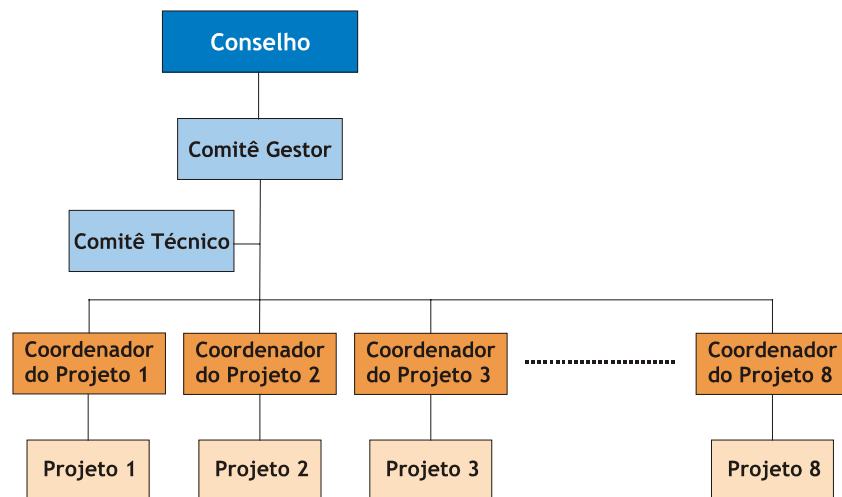 Conselho
Comitê Gestor
Comitê Técnico
Coordenador
do Projeto 1
Coordenador
do Projeto 2
Coordenador
do Projeto 3
Coordenador
do Projeto 8
Projeto 1
Projeto 2
Projeto 3
Projeto 8